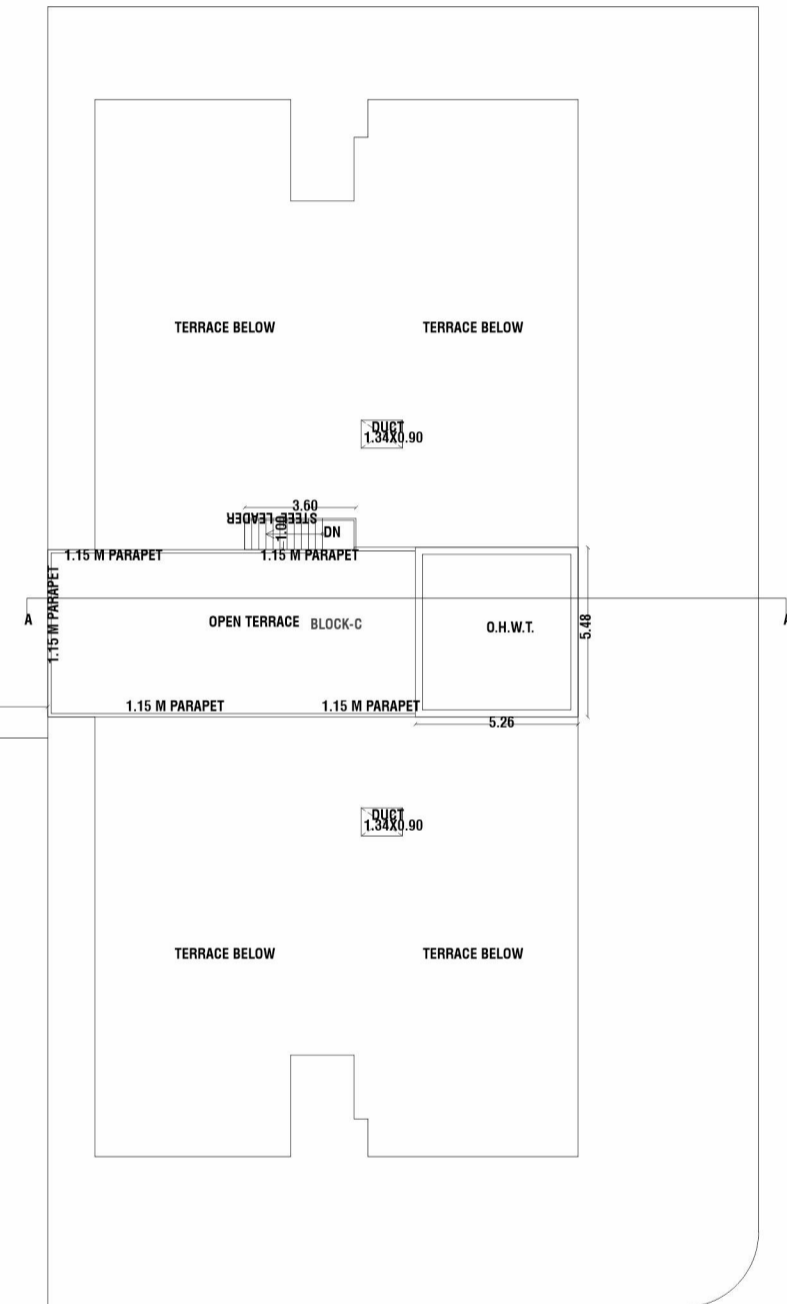 TERRACE BELOW
TERRACE BELOW
DUCT
1.34X0.90
3.60
STEEL LEADER
1.00
DN
1.15 M PARAPET
1.15 M PARAPET
1.15 M PARAPET
A
A
OPEN TERRACE
BLOCK-C
O.H.W.T.
5.48
1.15 M PARAPET
1.15 M PARAPET
5.26
DUCT
1.34X0.90
TERRACE BELOW
TERRACE BELOW